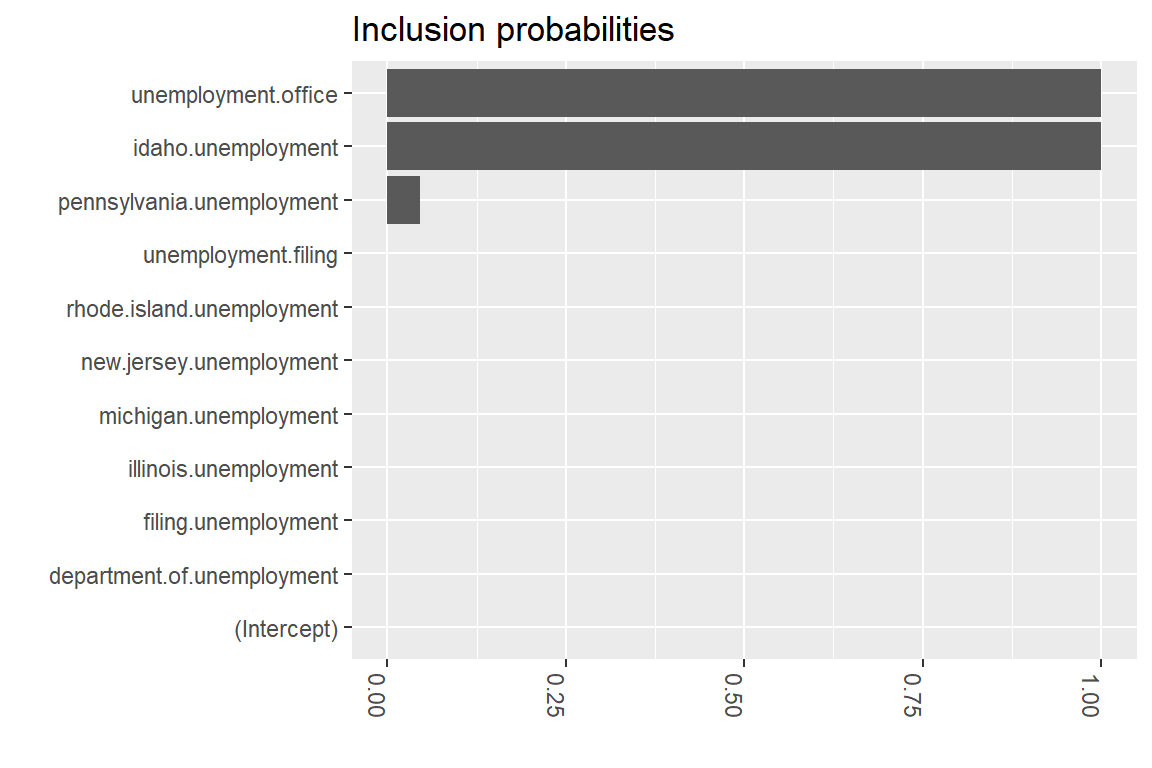 Inclusion probabilities
unemployment.office
idaho.unemployment
pennsylvania.unemployment
unemployment.filing
rhode.island.unemployment
new.jersey.unemployment
michigan.unemployment
illinois.unemployment
filing.unemployment
department.of.unemployment
(Intercept)
0.00
0.25
0.50
0.75
1.00